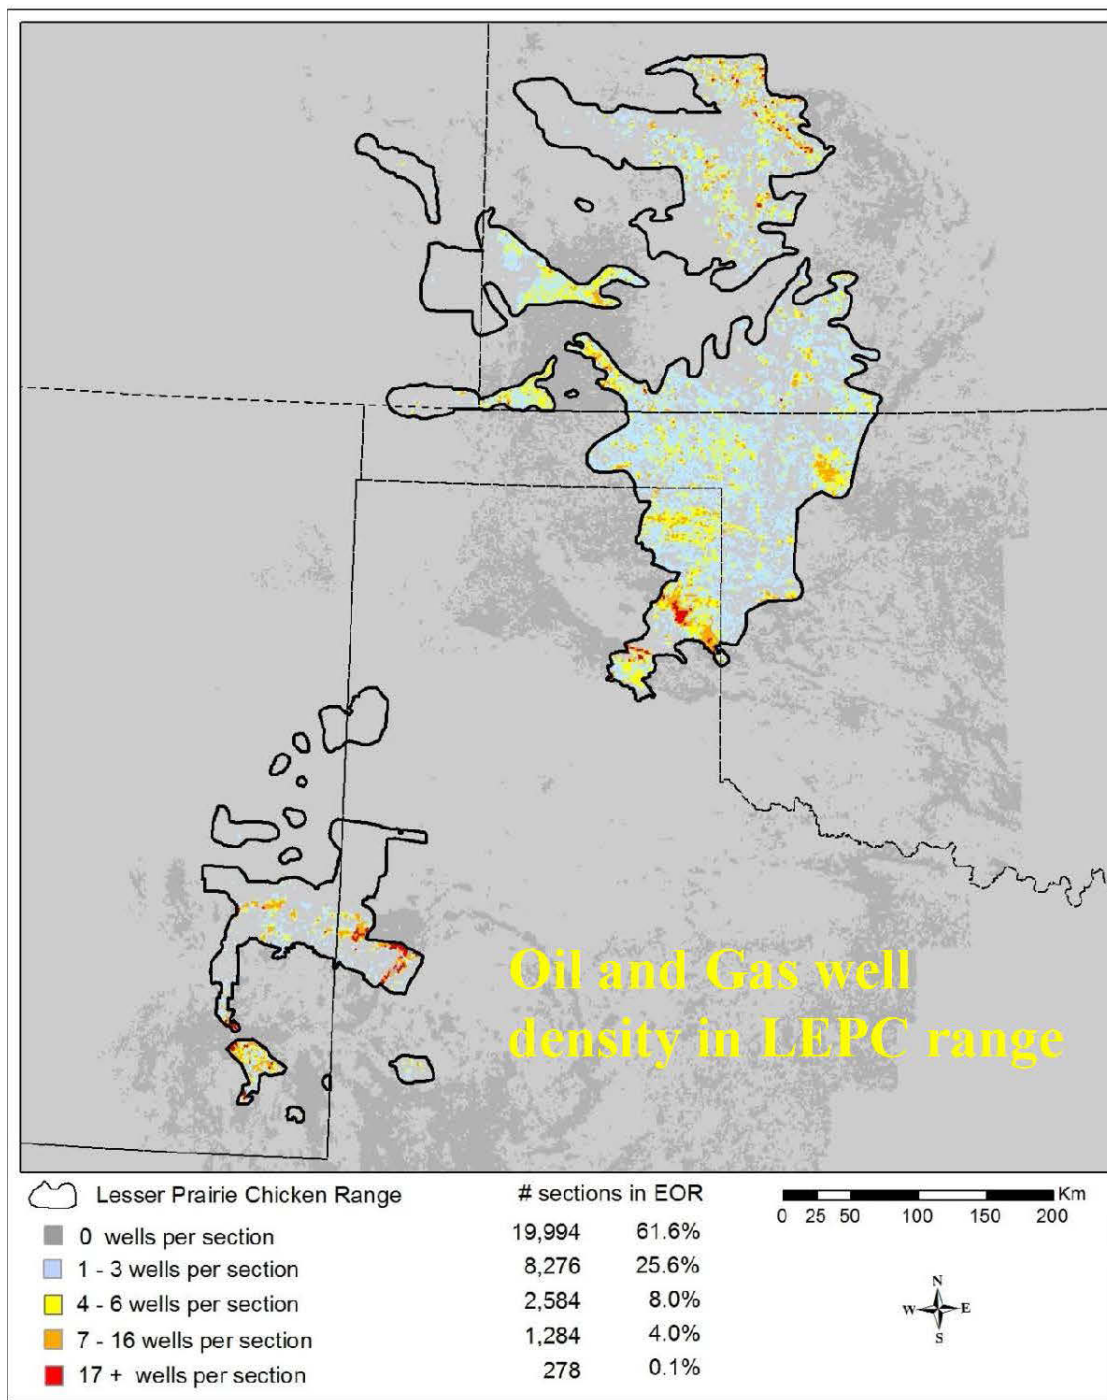 Oil and Gas well
density in LEPC range
Lesser Prairie Chicken Range
# sections in EOR
0 wells per section 19,994 61.6%
1 - 3 wells per section 8,276 25.6%
4 - 6 wells per section 2,584 8.0%
7 - 16 wells per section 1,284 4.0%
17 + wells per section 278 0.1%
Km
0 25 50 100 150 200
N
W E
S